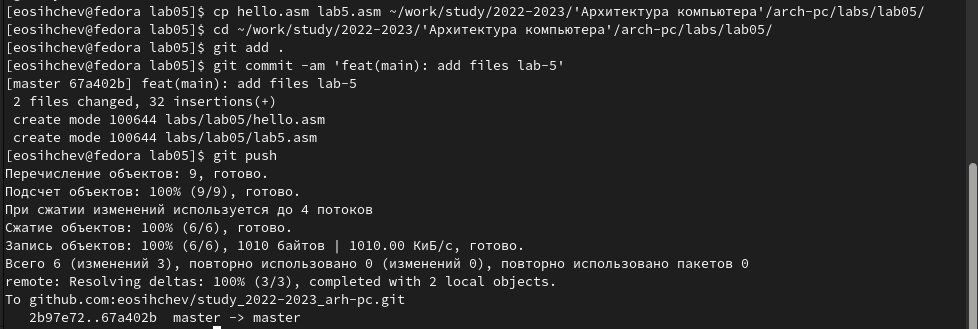 [eosihchev@fedora lab05]$ cp hello.asm lab5.asm ~/work/study/2022-2023/'Архитектура компьютера'/arch-pc/labs/lab05/
[eosihchev@fedora lab05]$ cd ~/work/study/2022-2023/'Архитектура компьютера'/arch-pc/labs/lab05/
[eosihchev@fedora lab05]$ git add .
[eosihchev@fedora lab05]$ git commit -am 'feat(main): add files lab-5'
[master 67a402b] feat(main): add files lab-5
 2 files changed, 32 insertions(+)
 create mode 100644 labs/lab05/hello.asm
 create mode 100644 labs/lab05/lab5.asm
[eosihchev@fedora lab05]$ git push
Перечисление объектов: 9, готово.
Подсчет объектов: 100% (9/9), готово.
При сжатии изменений используется до 4 потоков
Сжатие объектов: 100% (6/6), готово.
Запись объектов: 100% (6/6), 1010 байтов | 1010.00 КиБ/с, готово.
Всего 6 (изменений 3), повторно использовано 0 (изменений 0), повторно использовано пакетов 0
remote: Resolving deltas: 100% (3/3), completed with 2 local objects.
To github.com:eosihchev/study_2022-2023_arh-pc.git
   2b97e72..67a402b  master -> master